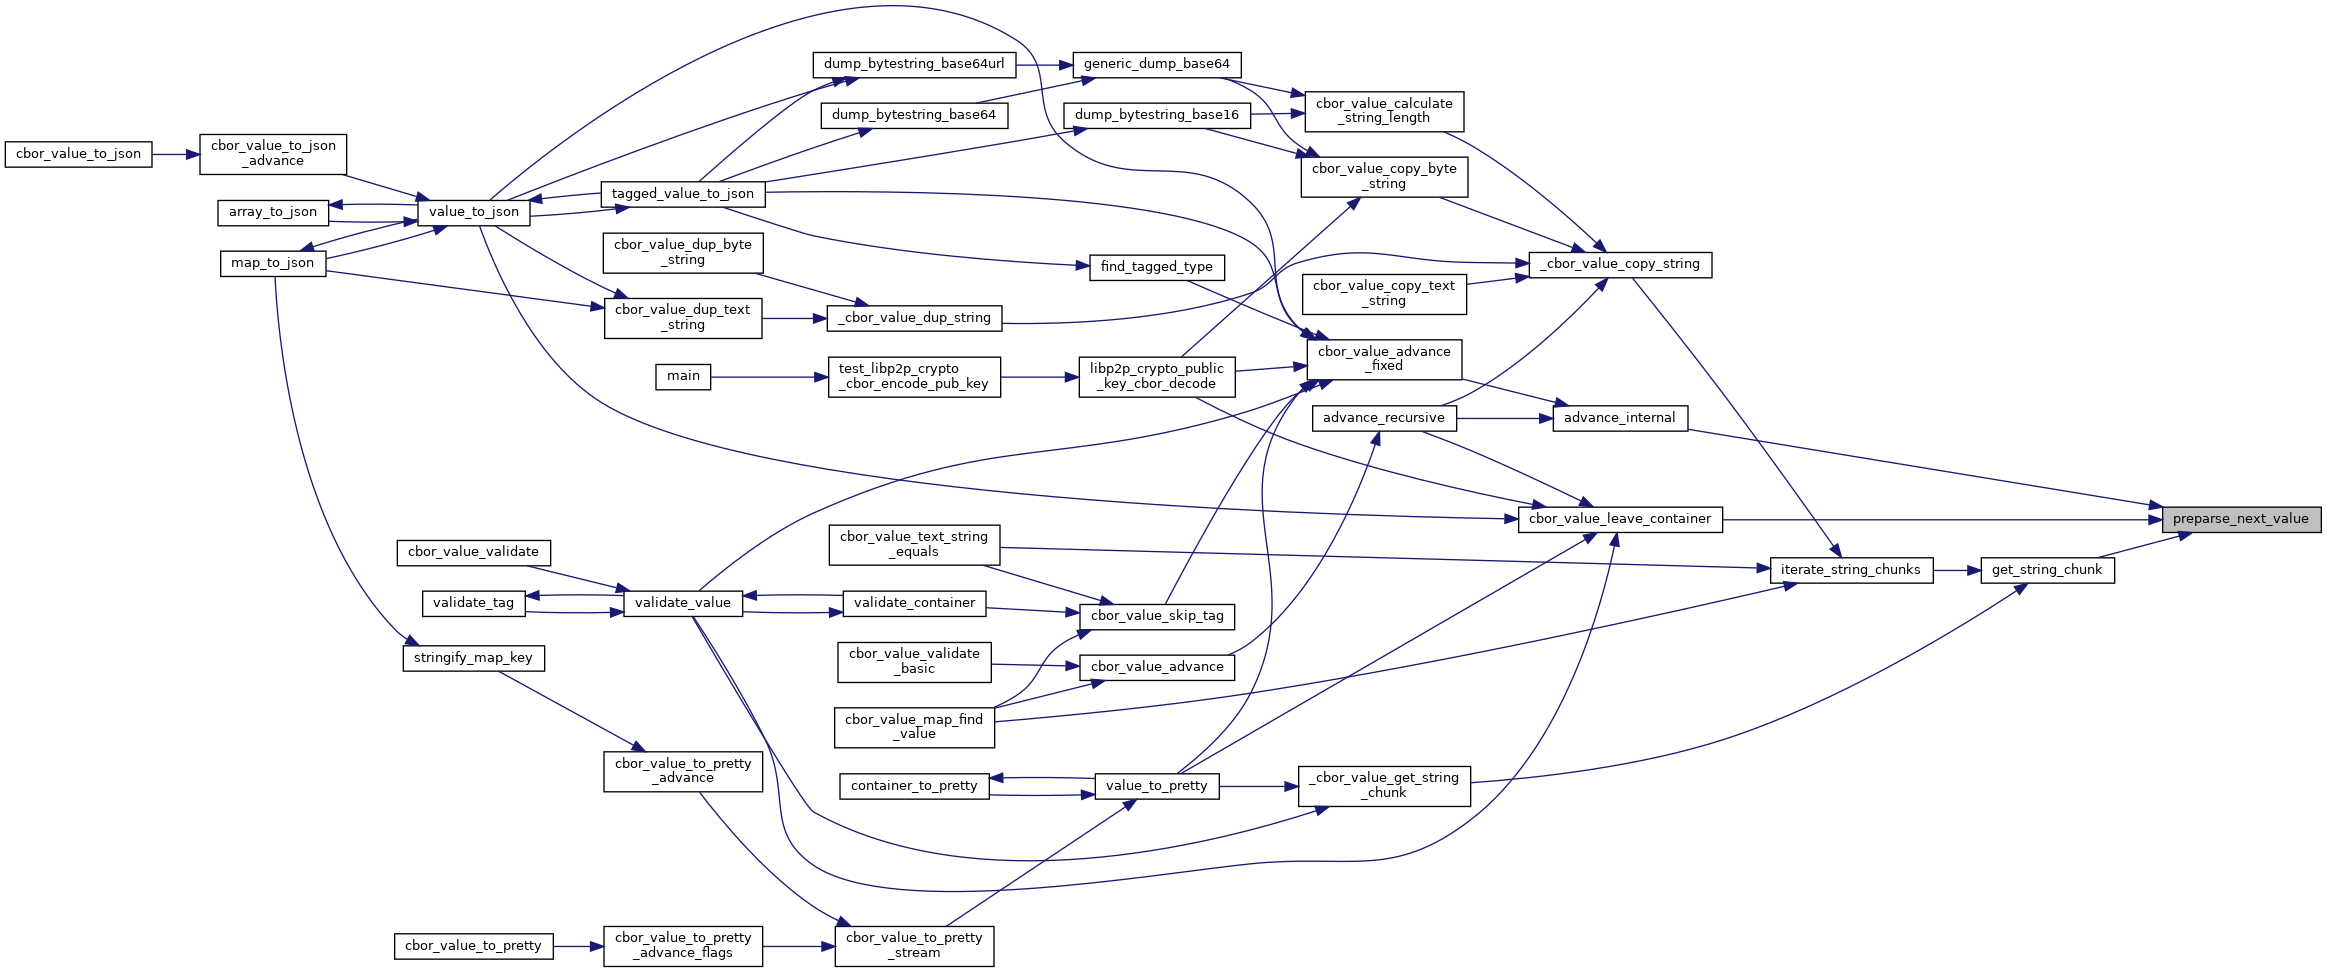 cbor_value_to_json
cbor_value_to_json
_advance
array_to_json
map_to_json
value_to_json
dump_bytestring_base64url
dump_bytestring_base64
tagged_value_to_json
cbor_value_dup_byte
_string
cbor_value_dup_text
_string
_cbor_value_dup_string
main
test_libp2p_crypto
_cbor_encode_pub_key
generic_dump_base64
dump_bytestring_base16
find_tagged_type
libp2p_crypto_public
_key_cbor_decode
cbor_value_calculate
_string_length
cbor_value_copy_byte
_string
cbor_value_copy_text
_string
_cbor_value_copy_string
cbor_value_advance
_fixed
advance_recursive
advance_internal
cbor_value_leave_container
preparse_next_value
iterate_string_chunks
get_string_chunk
cbor_value_text_string
_equals
cbor_value_validate
validate_tag
validate_value
validate_container
cbor_value_skip_tag
stringify_map_key
cbor_value_validate
_basic
cbor_value_advance
cbor_value_map_find
_value
cbor_value_to_pretty
_advance
container_to_pretty
value_to_pretty
_cbor_value_get_string
_chunk
cbor_value_to_pretty
cbor_value_to_pretty
_advance_flags
cbor_value_to_pretty
_stream